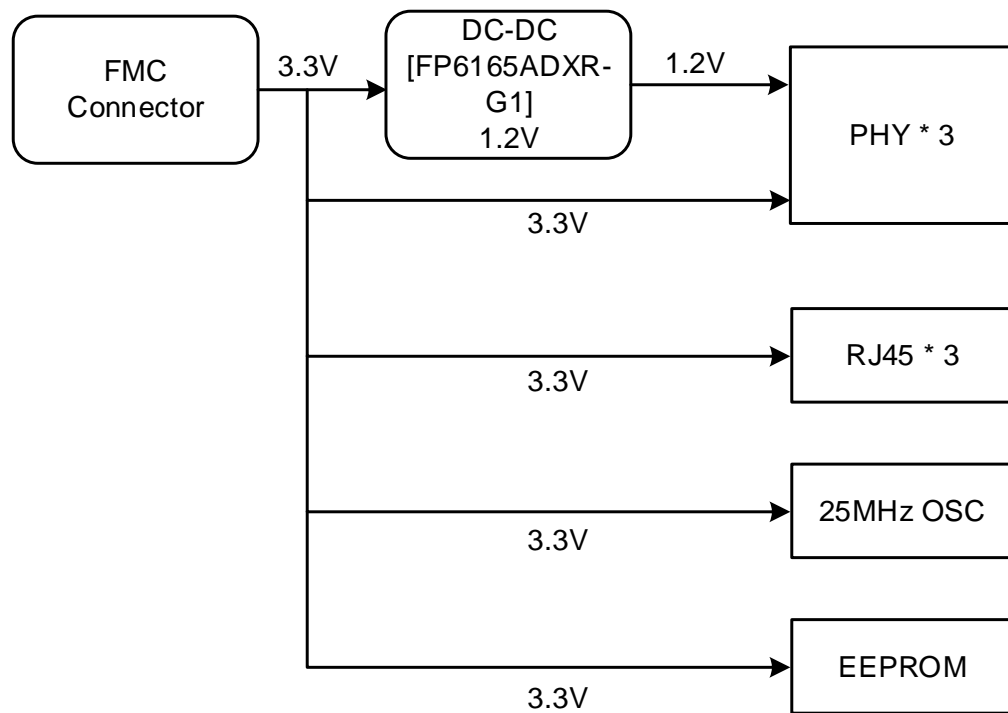 FMC
Connector
3.3V
DC-DC
[FP6165ADXR-
G1]
1.2V
1.2V
PHY * 3
3.3V
RJ45 * 3
3.3V
25MHz OSC
3.3V
EEPROM
3.3V